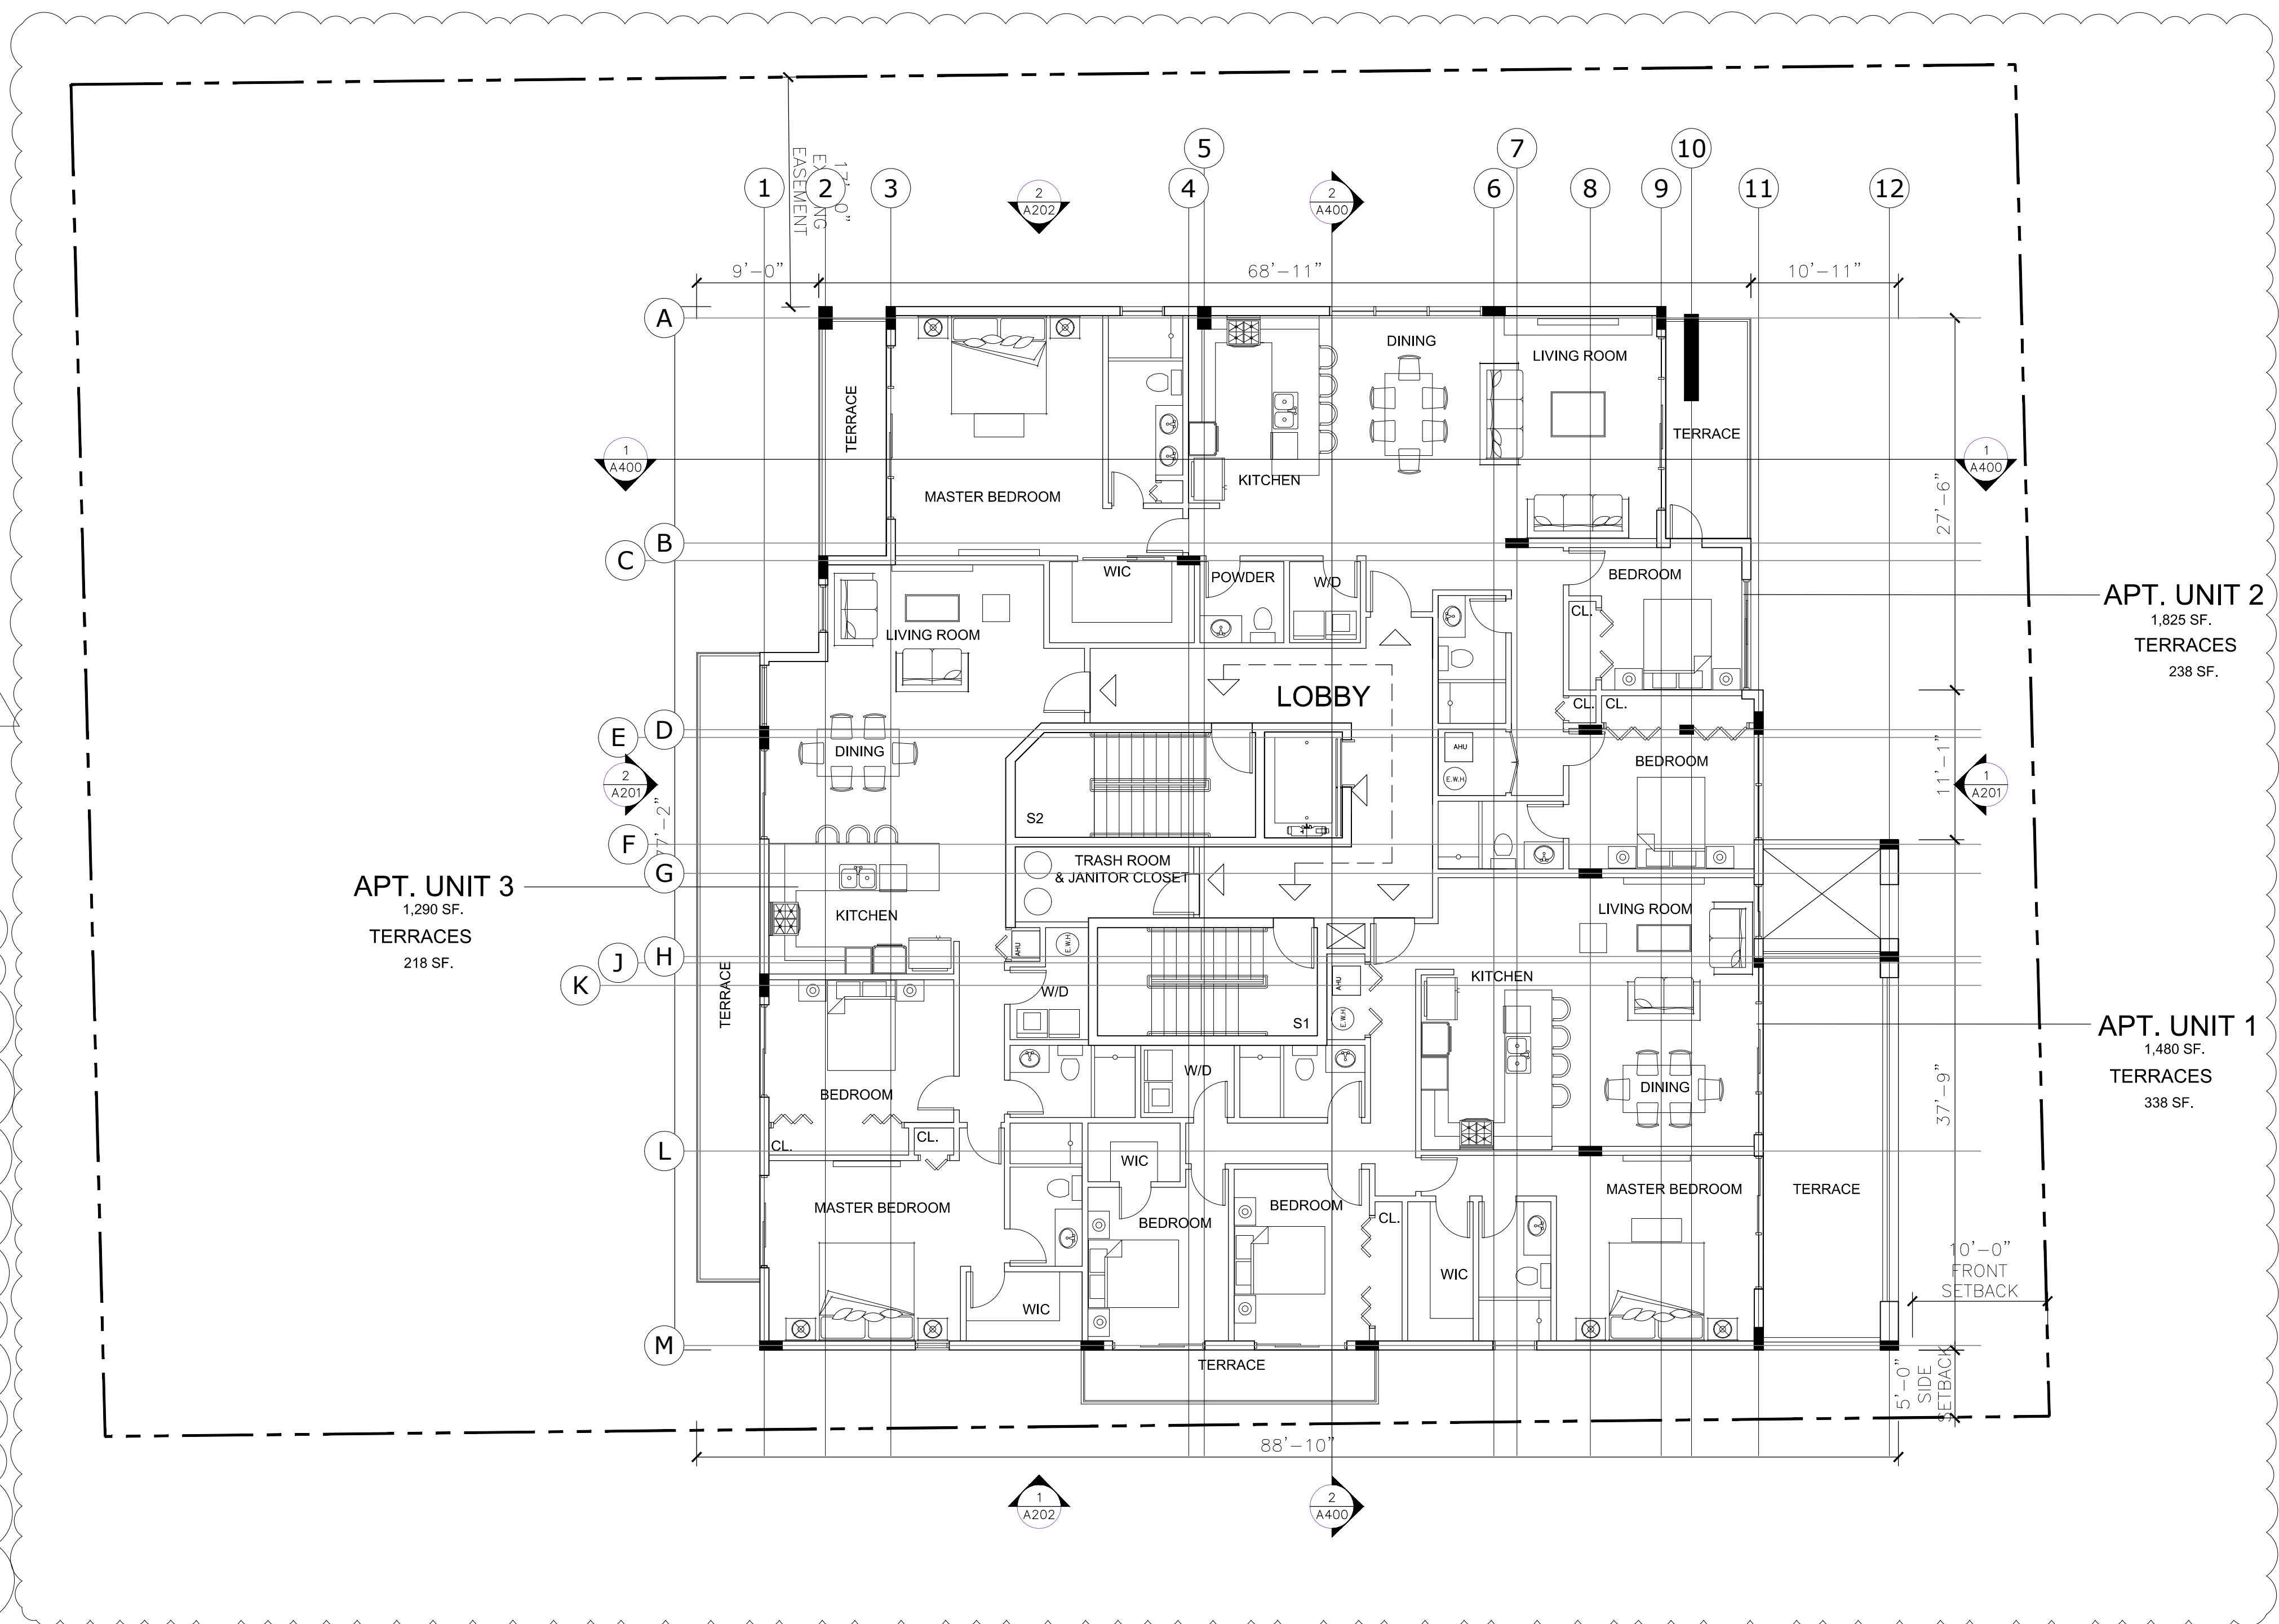 17'-0"
EXISTING
EASEMENT
5
7
10
1
2
3
4
6
8
9
11
12
2
A202
2
A400
9'-0"
68'-11"
10'-11"
A
B
C
D
E
F
G
H
J
K
L
M
1
A400
1
A400
2
A201
1
A201
77'-2"
27'-6"
11'-1"
37'-9"
TERRACE
MASTER BEDROOM
KITCHEN
DINING
LIVING ROOM
TERRACE
WIC
POWDER
W/D
BEDROOM
CL.
CL.
CL.
LIVING ROOM
LOBBY
APT. UNIT 2
1,825 SF.
TERRACES
238 SF.
DINING
AHU
E.W.H
BEDROOM
S2
TRASH ROOM
& JANITOR CLOSET
APT. UNIT 3
1,290 SF.
TERRACES
218 SF.
KITCHEN
LIVING ROOM
AHU
E.W.H
TERRACE
W/D
S1
AHU
E.W.H
KITCHEN
APT. UNIT 1
1,480 SF.
TERRACES
338 SF.
DINING
BEDROOM
W/D
CL.
CL.
WIC
MASTER BEDROOM
BEDROOM
BEDROOM
CL.
MASTER BEDROOM
TERRACE
WIC
WIC
10'-0"
FRONT
SETBACK
TERRACE
5'-0"
SIDE
SETBACK
88'-10"
1
A202
2
A400